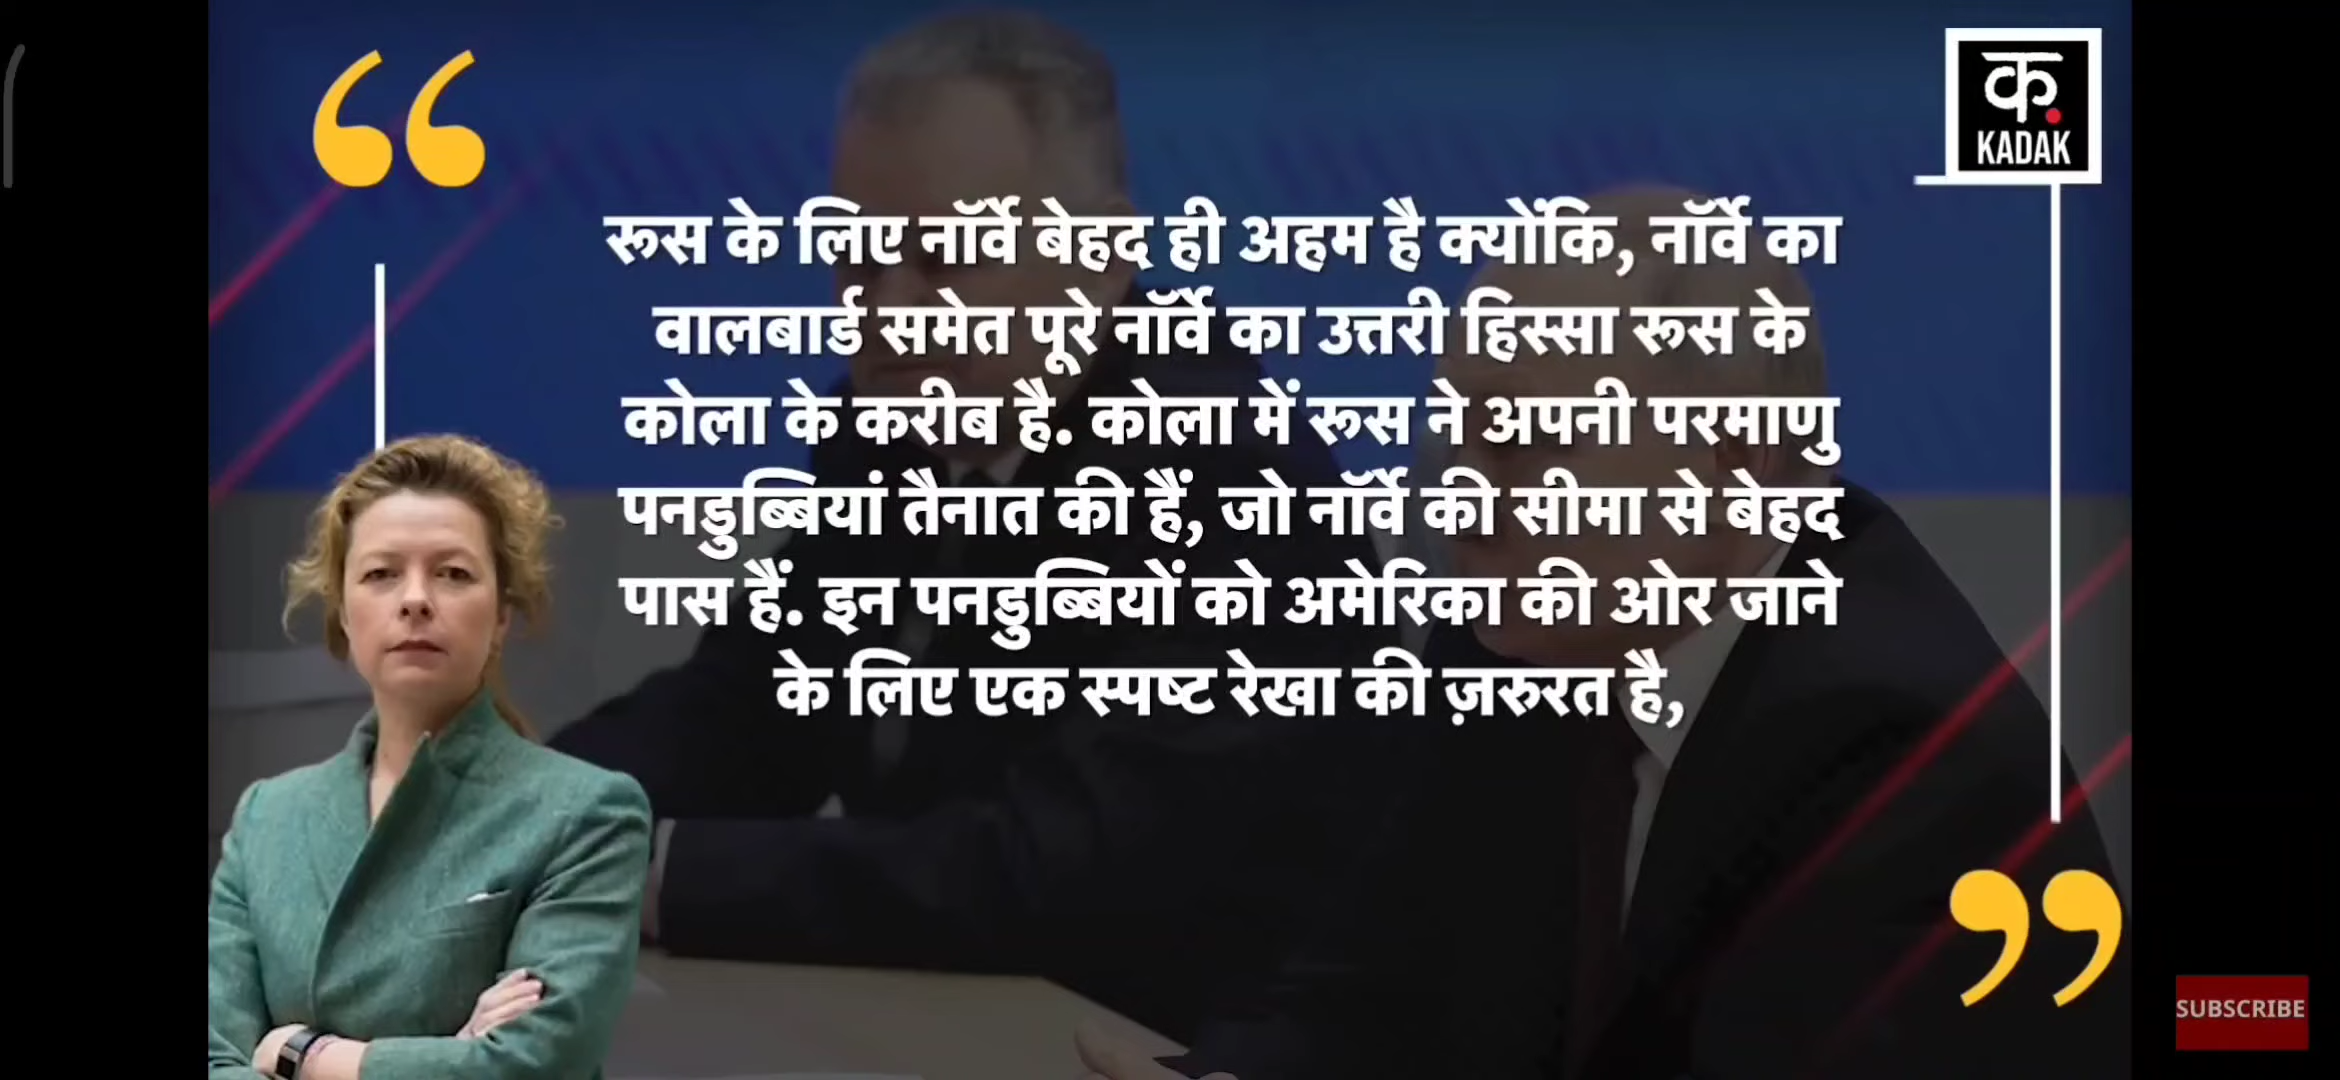 क
KADAK
रूस के लिए नॉर्वे बेहद ही अहम है क्योंकि, नॉर्वे का
वालबार्ड समेत पूरे नॉर्वे का उत्तरी हिस्सा रूस के
कोला के करीब है. कोला में रूस ने अपनी परमाणु
पनडुब्बियां तैनात की हैं, जो नॉर्वे की सीमा से बेहद
पास हैं. इन पनडुब्बियों को अमेरिका की ओर जाने
के लिए एक स्पष्ट रेखा की ज़रुरत है,
SUBSCRIBE